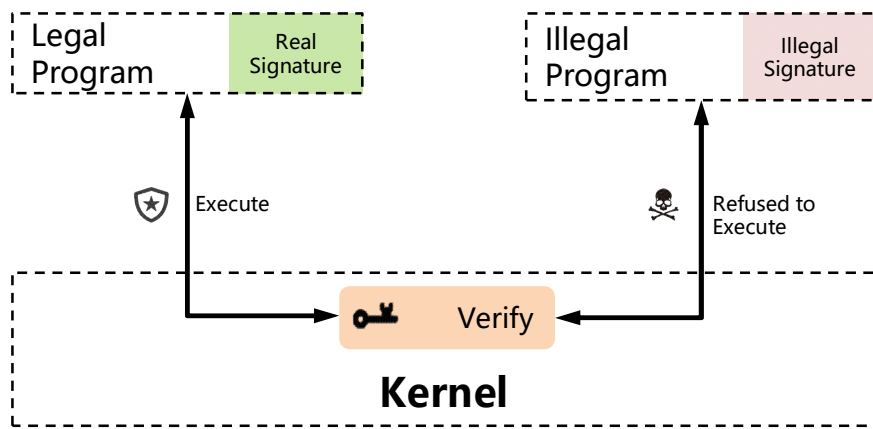 Legal
Program
Real
Signature
Illegal
Program
Illegal
Signature
Execute
Refused to
Execute
Verify
Kernel